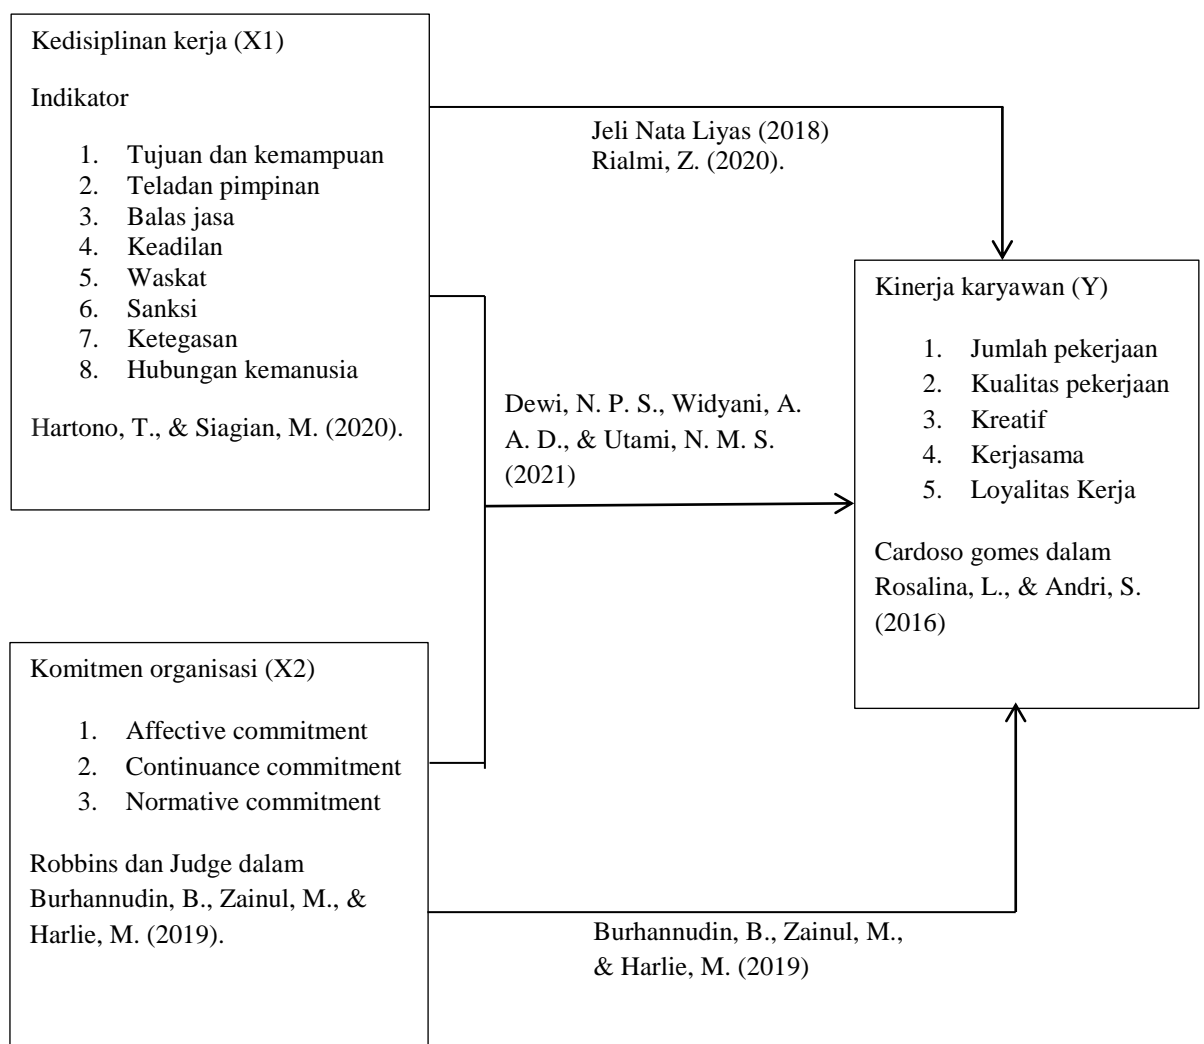 Kedisiplinan kerja (X1)
Indikator
1. Tujuan dan kemampuan
2. Teladan pimpinan
3. Balas jasa
4. Keadilan
5. Waskat
6. Sanksi
7. Ketegasan
8. Hubungan kemanusia
Hartono, T., & Siagian, M. (2020).
Jeli Nata Liyas (2018)
Rialmi, Z. (2020).
Dewi, N. P. S., Widyani, A.
A. D., & Utami, N. M. S.
(2021)
Kinerja karyawan (Y)
1. Jumlah pekerjaan
2. Kualitas pekerjaan
3. Kreatif
4. Kerjasama
5. Loyalitas Kerja
Cardoso gomes dalam
Rosalina, L., & Andri, S.
(2016)
Komitmen organisasi (X2)
1. Affective commitment
2. Continuance commitment
3. Normative commitment
Robbins dan Judge dalam
Burhannudin, B., Zainul, M., &
Harlie, M. (2019).
Burhannudin, B., Zainul, M.,
& Harlie, M. (2019)